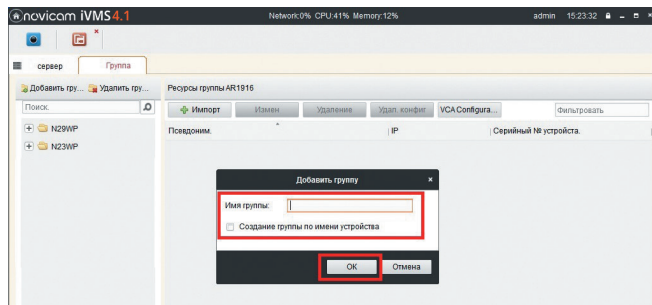 novicam iVMS4.1 Network:0% CPU:41% Memory:12% admin 15:23:32
сервер Группа
Добавить гру... Удалить гру... Ресурсы группы AR1916
Поиск. Импорт Измен Удаление Удал. конфиг VCA Configura... Фильтровать
Псевдоним. IP Серийный № устройста.
N29WP
N23WP
Добавить группу
Имя группы:
Создание группы по имени устройства
ОК Отмена